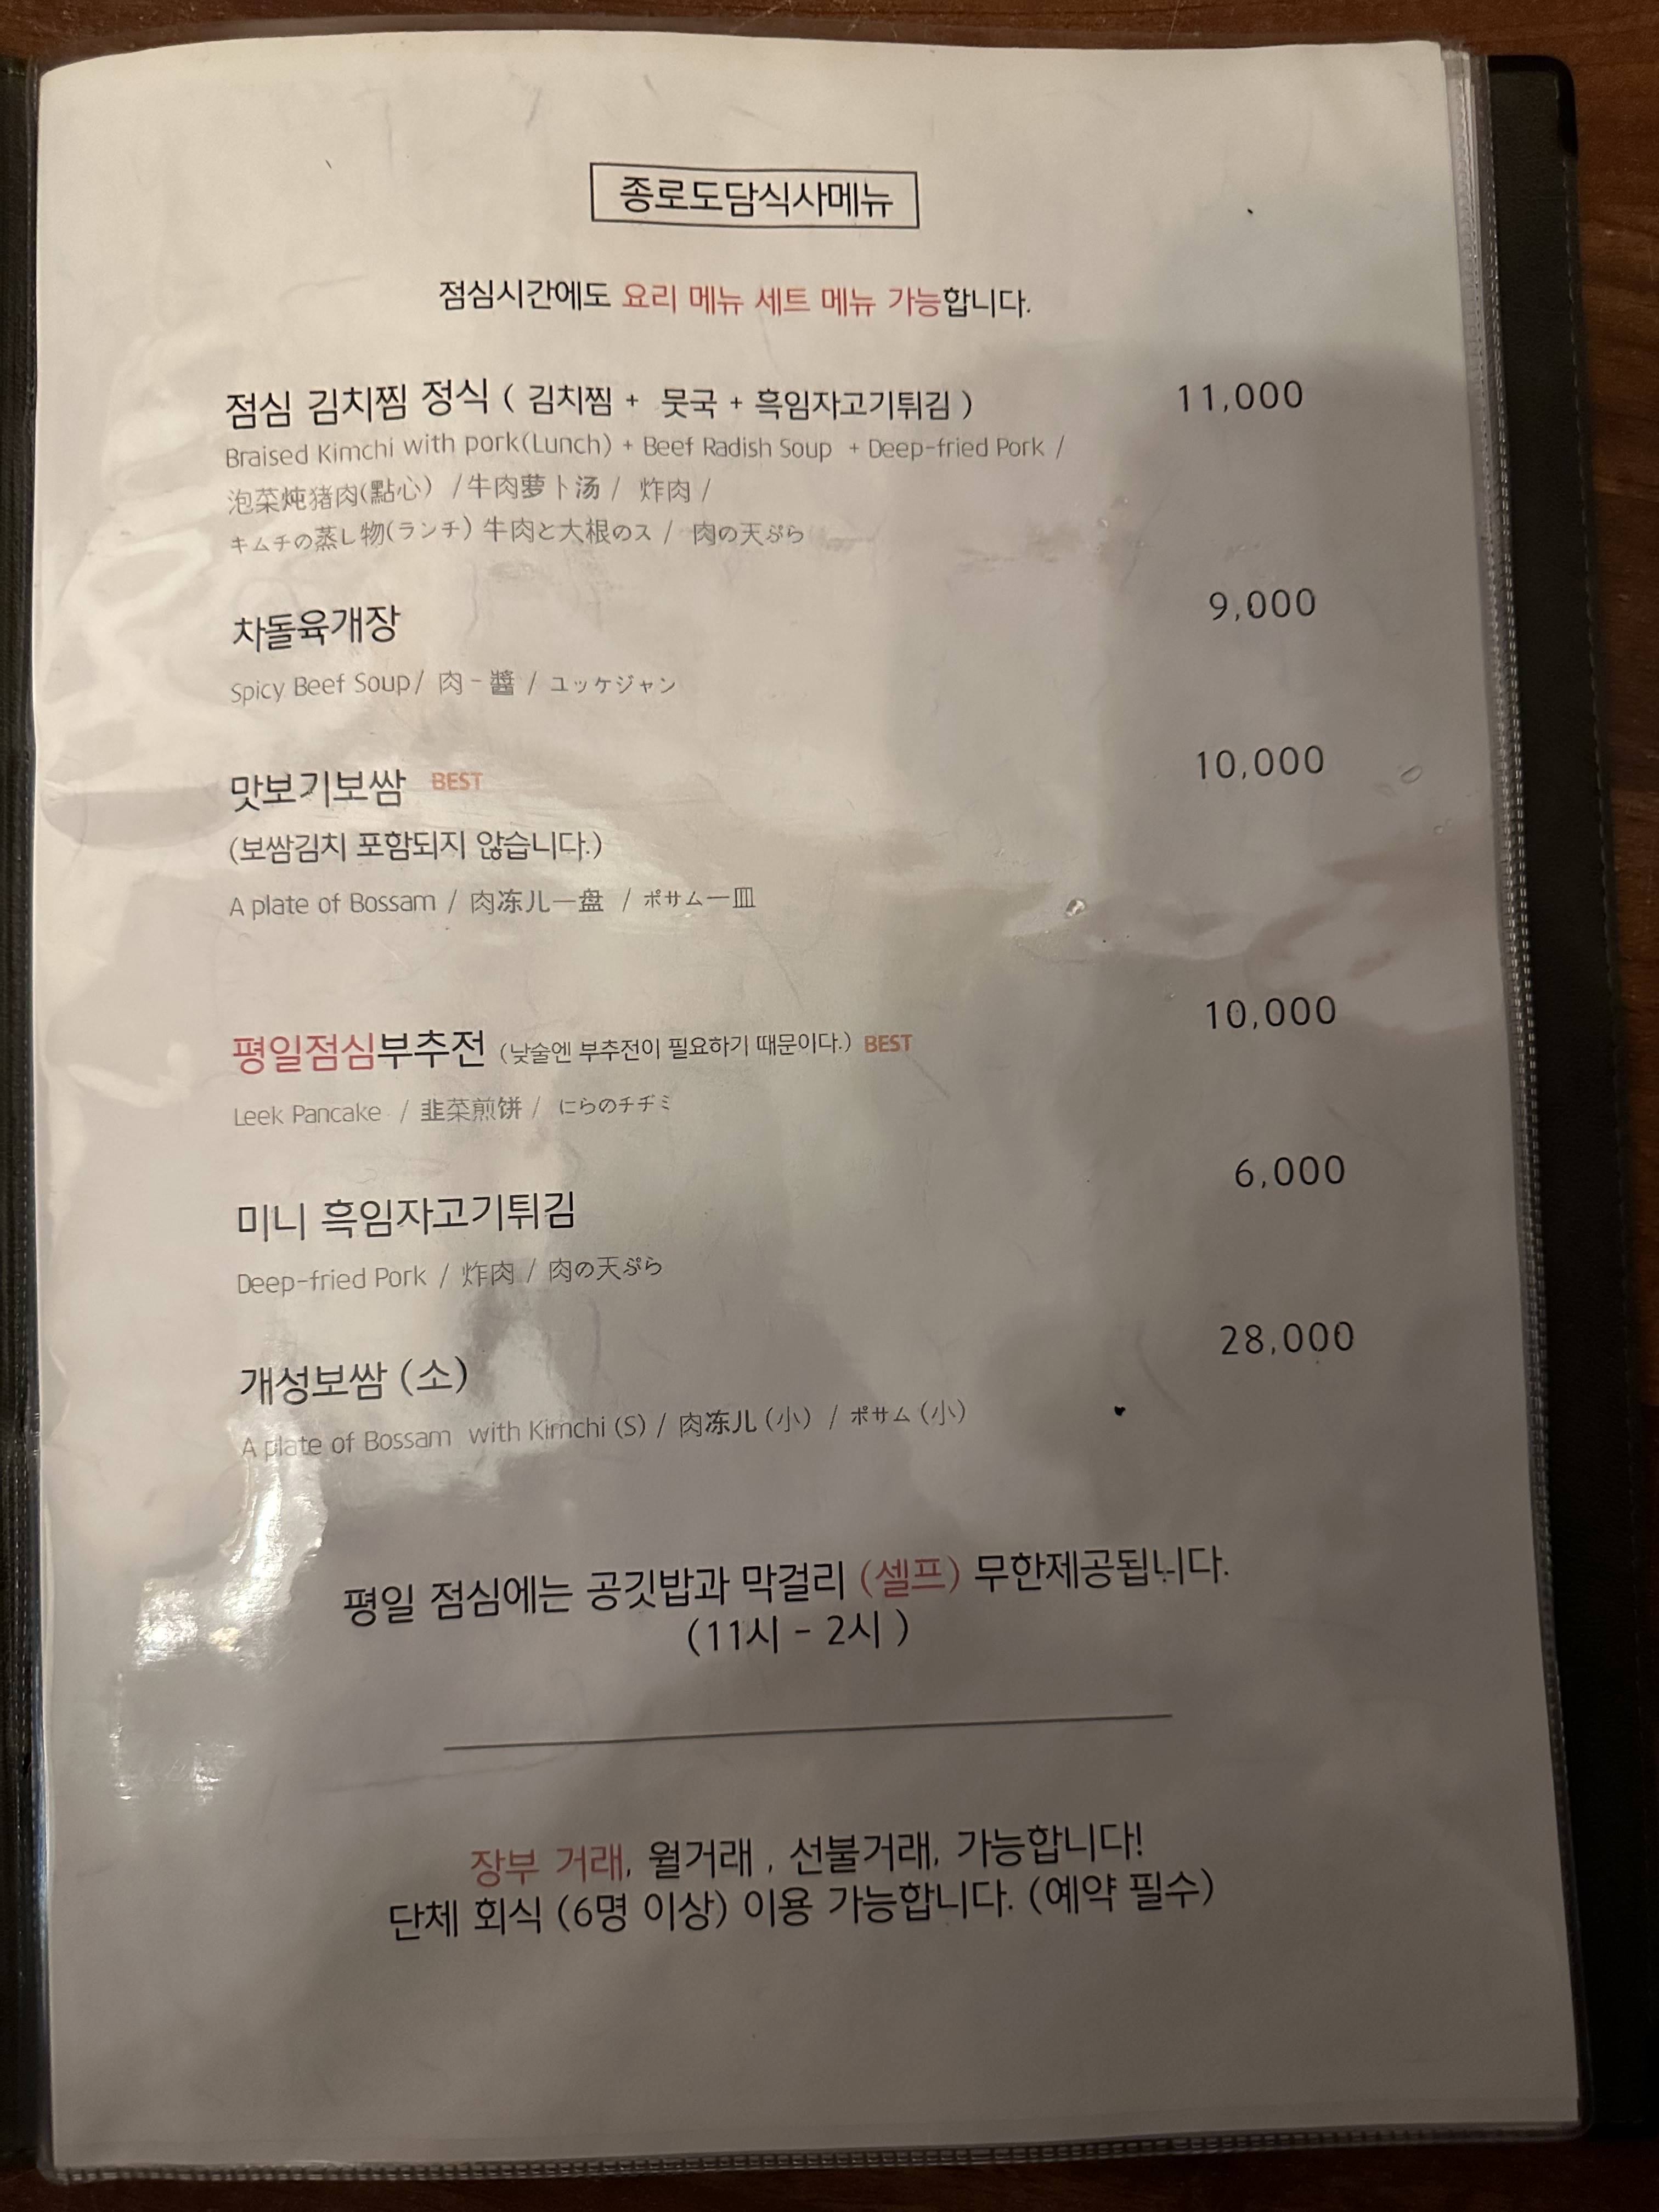 종로도담식사메뉴
점심시간에도 요리 메뉴 세트 메뉴 가능합니다.
점심 김치찜 정식 ( 김치찜 + 뭇국 + 흑임자고기튀김 ) 11,000
Braised Kimchi with pork(Lunch) + Beef Radish Soup + Deep-fried Pork /
泡菜炖猪肉(點心) /牛肉萝卜汤 / 炸肉 /
キムチの蒸し物(ランチ) 牛肉と大根のス / 肉の天ぷら
차돌육개장 9,000
Spicy Beef Soup/ 肉-醬 / ユッケジャン
맛보기보쌈 BEST 10,000
(보쌈김치 포함되지 않습니다.)
A plate of Bossam / 肉冻儿一盘 / ポサム一皿
평일점심부추전 (낮술엔 부추전이 필요하기 때문이다.) BEST 10,000
Leek Pancake / 韭菜煎饼 / にらのチヂミ
미니 흑임자고기튀김 6,000
Deep-fried Pork / 炸肉 / 肉の天ぷら
개성보쌈 (소) 28,000
A plate of Bossam with Kimchi (S) / 肉冻儿 (小) / ポサム (小)
평일 점심에는 공깃밥과 막걸리 (셀프) 무한제공됩니다.
(11시 - 2시 )
장부 거래, 월거래 , 선불거래, 가능합니다!
단체 회식 (6명 이상) 이용 가능합니다. (예약 필수)